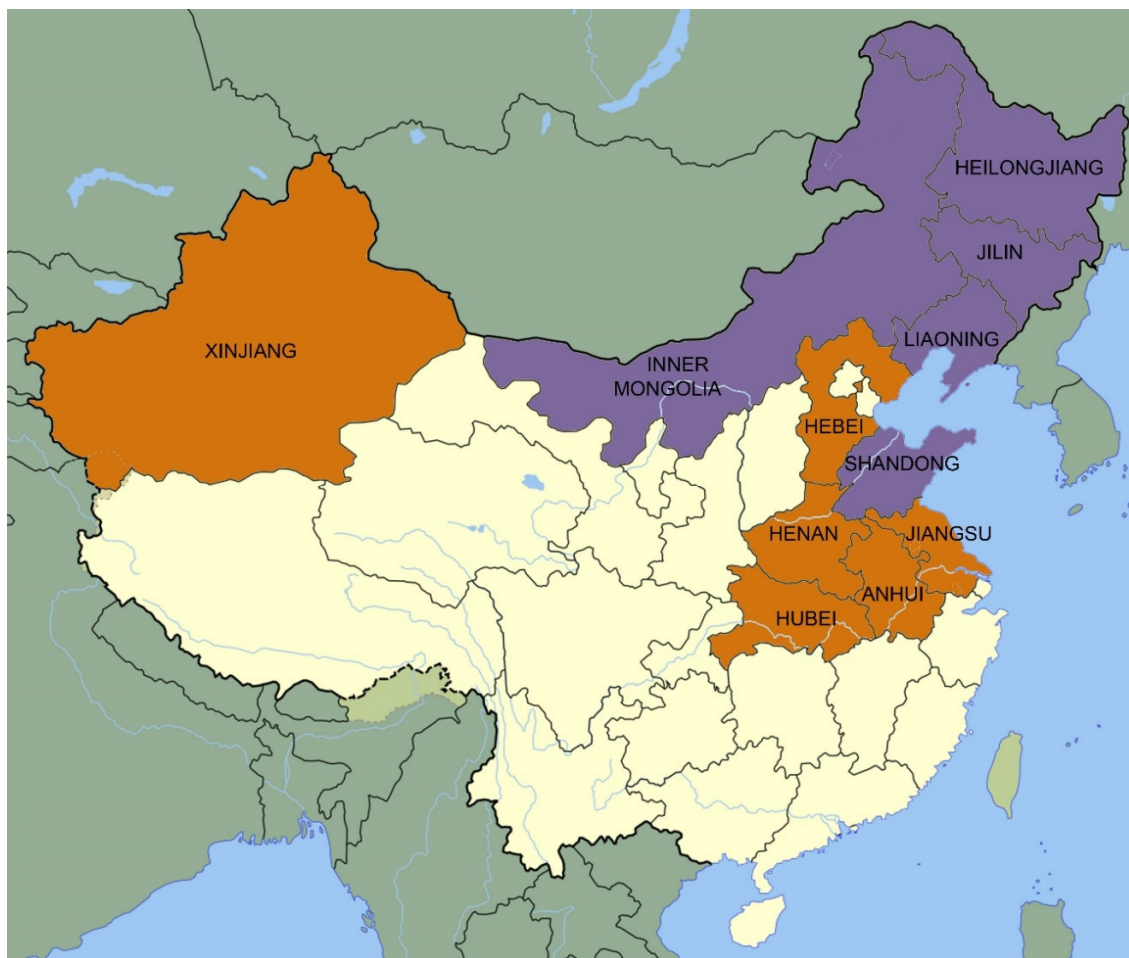 HEILONGJIANG
JILIN
LIAONING
XINJIANG
INNER
MONGOLIA
HEBEI
SHANDONG
HENAN
JIANGSU
ANHUI
HUBEI